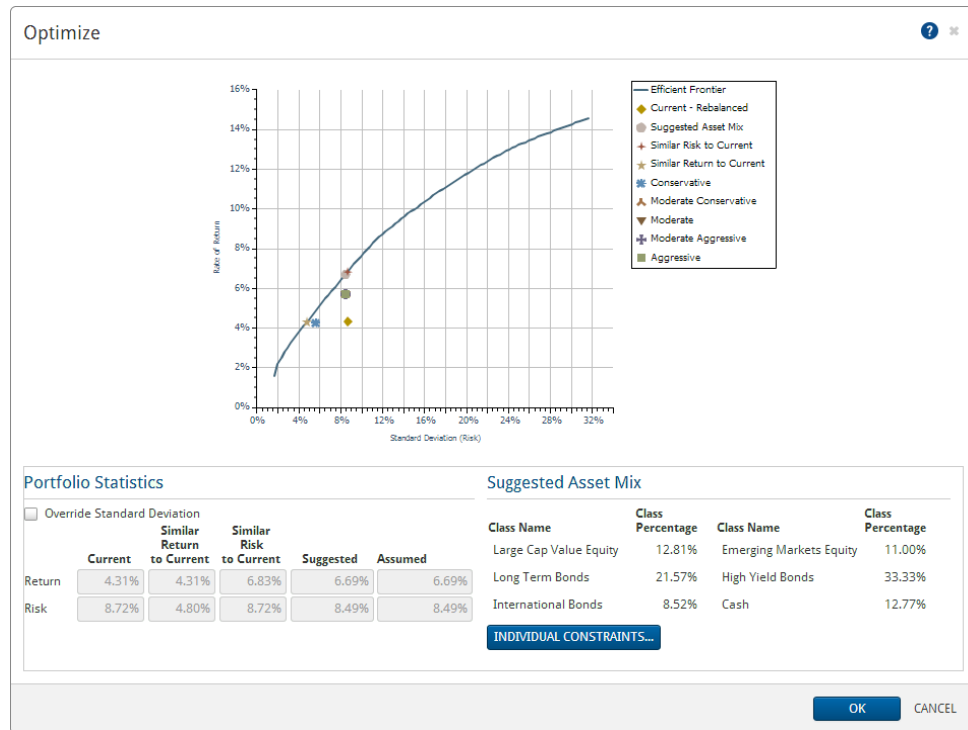 Optimize
?
16%
14%
12%
10%
8%
6%
4%
2%
0%
Rate of Return
0% 4% 8% 12% 16% 20% 24% 28% 32%
Standard Deviation (Risk)
Efficient Frontier
Current - Rebalanced
Suggested Asset Mix
Similar Risk to Current
Similar Return to Current
Conservative
Moderate Conservative
Moderate
Moderate Aggressive
Aggressive
Portfolio Statistics
Override Standard Deviation
Current Similar Return to Current Similar Risk to Current Suggested Assumed
Return 4.31% 4.31% 6.83% 6.69% 6.69%
Risk 8.72% 4.80% 8.72% 8.49% 8.49%
Suggested Asset Mix
Class Name Class Percentage Class Name Class Percentage
Large Cap Value Equity 12.81% Emerging Markets Equity 11.00%
Long Term Bonds 21.57% High Yield Bonds 33.33%
International Bonds 8.52% Cash 12.77%
INDIVIDUAL CONSTRAINTS...
OK CANCEL